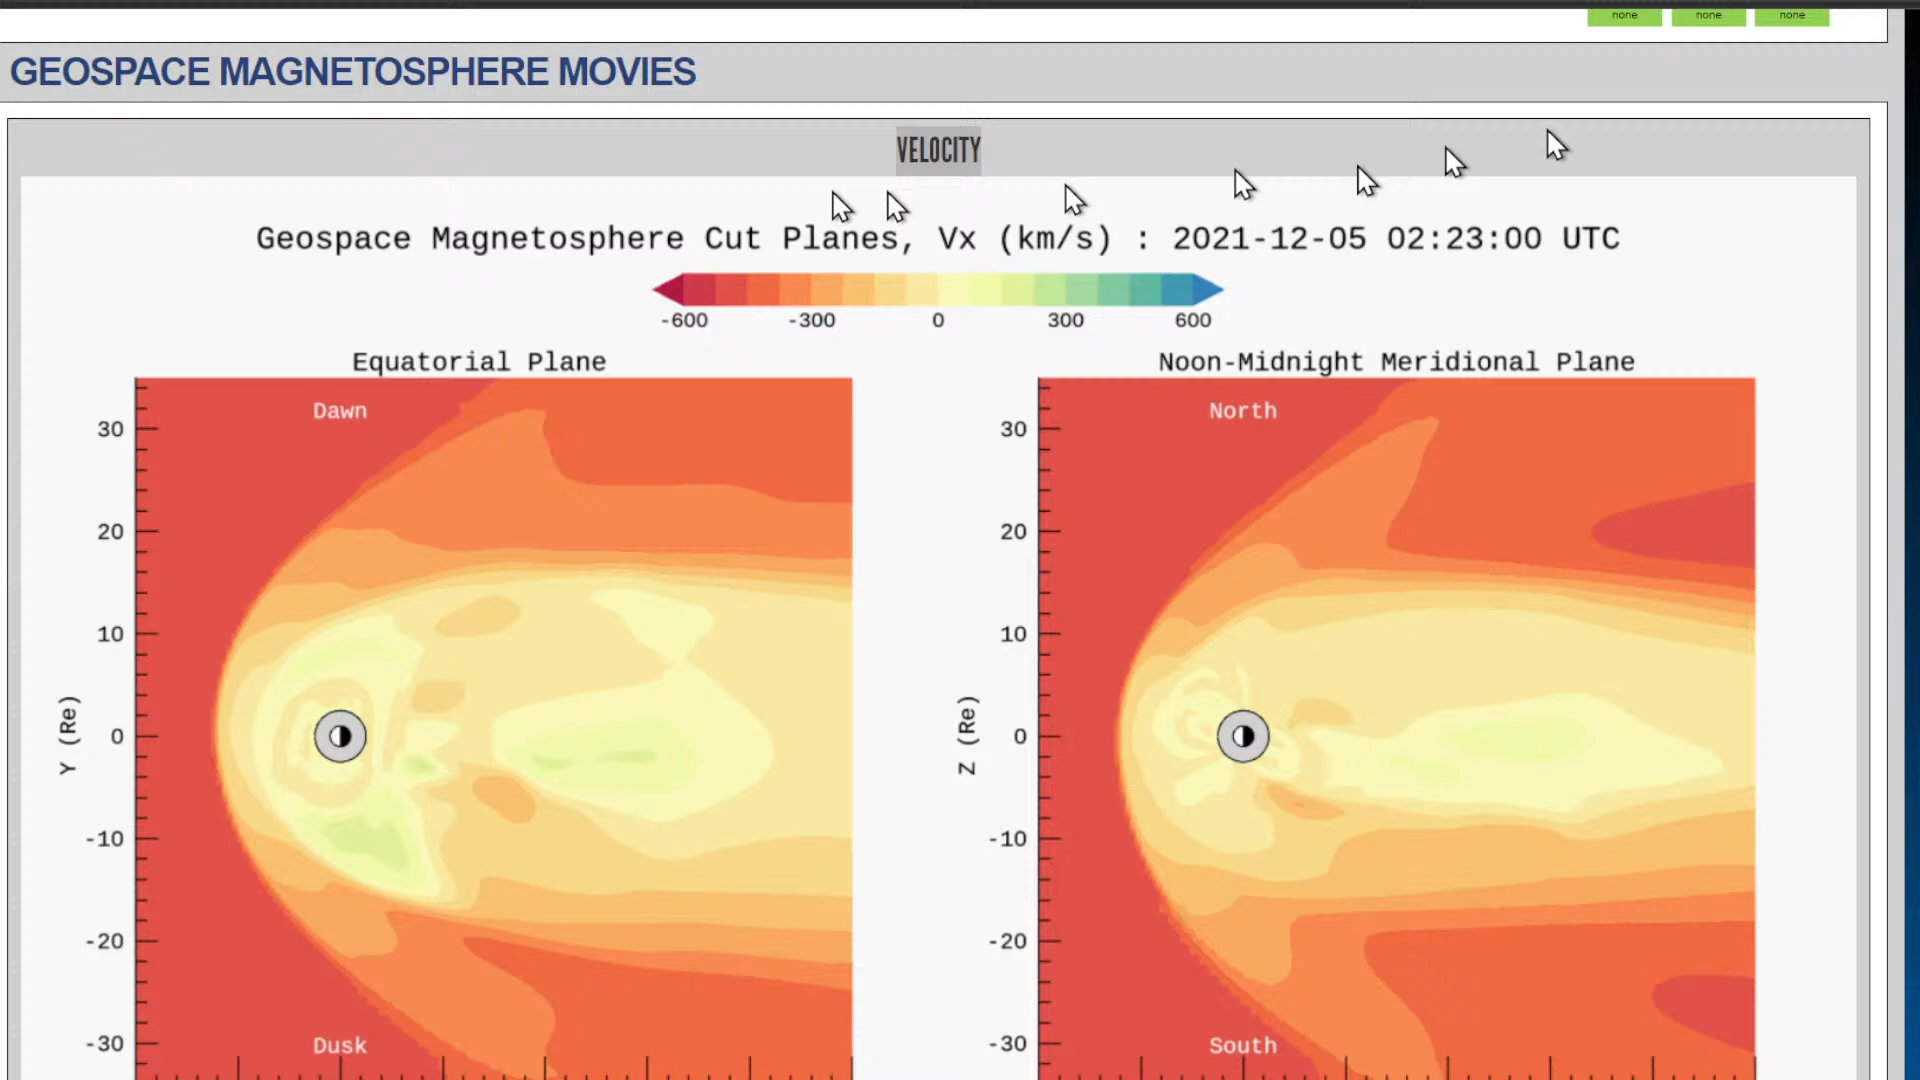 none none none
GEOSPACE MAGNETOSPHERE MOVIES
VELOCITY
Geospace Magnetosphere Cut Planes, Vx (km/s) : 2021-12-05 02:23:00 UTC
-600 -300 0 300 600
Equatorial Plane
Dawn
30
20
10
0
-10
-20
-30
Y (Re)
Dusk
Noon-Midnight Meridional Plane
North
30
20
10
0
-10
-20
-30
Z (Re)
South